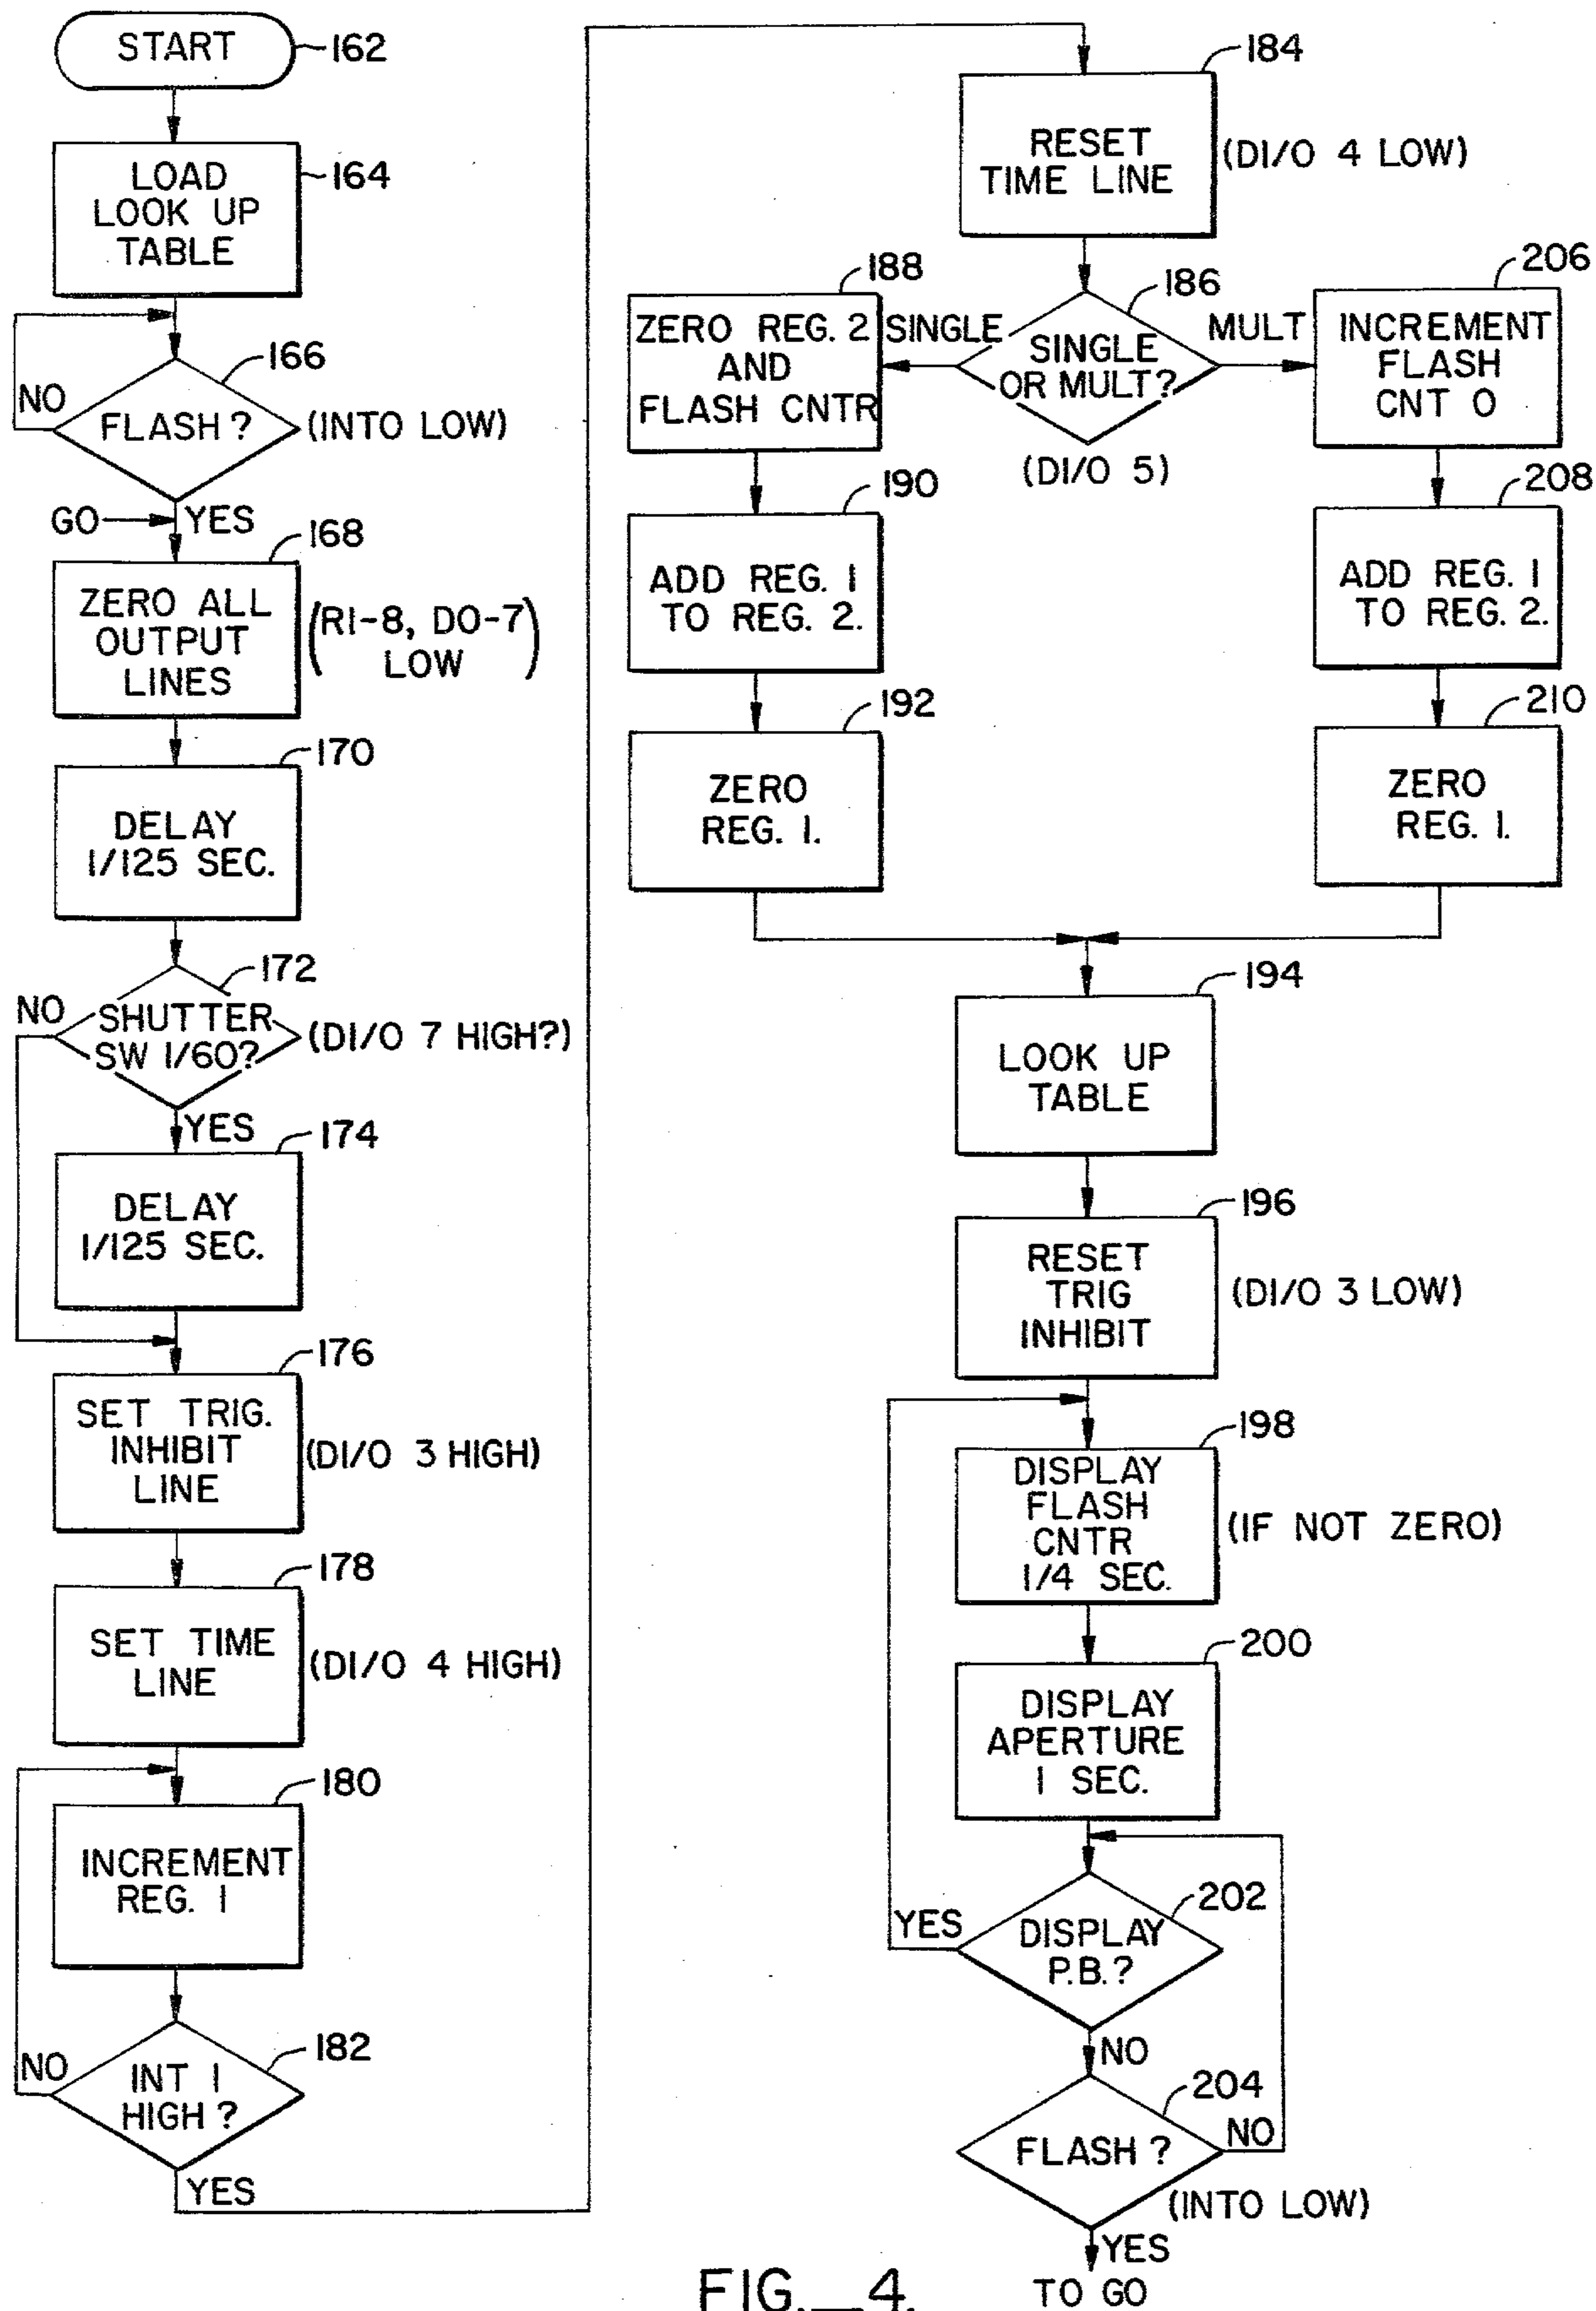 START
162
LOAD
LOOK UP
TABLE
164
166
NO
FLASH ?
(INTO LOW)
GO
YES
168
ZERO ALL
OUTPUT
LINES
(R1-8, DO-7)
LOW
170
DELAY
1/125 SEC.
172
NO
SHUTTER
SW 1/60?
(DI/O 7 HIGH?)
YES
174
DELAY
1/125 SEC.
176
SET TRIG.
INHIBIT
LINE
(DI/O 3 HIGH)
178
SET TIME
LINE
(DI/O 4 HIGH)
180
INCREMENT
REG. 1
182
NO
INT 1
HIGH ?
YES
184
RESET
TIME LINE
(DI/O 4 LOW)
186
SINGLE
OR MULT?
(DI/O 5)
SINGLE
MULT
188
ZERO REG. 2
AND
FLASH CNTR
190
ADD REG. 1
TO REG. 2.
192
ZERO
REG. 1.
206
INCREMENT
FLASH
CNT 0
208
ADD REG. 1
TO REG. 2.
210
ZERO
REG. 1.
194
LOOK UP
TABLE
196
RESET
TRIG
INHIBIT
(DI/O 3 LOW)
198
DISPLAY
FLASH
CNTR
1/4 SEC.
(IF NOT ZERO)
200
DISPLAY
APERTURE
1 SEC.
202
YES
DISPLAY
P.B.?
NO
204
FLASH ?
NO
(INTO LOW)
YES
TO GO
FIG._4.